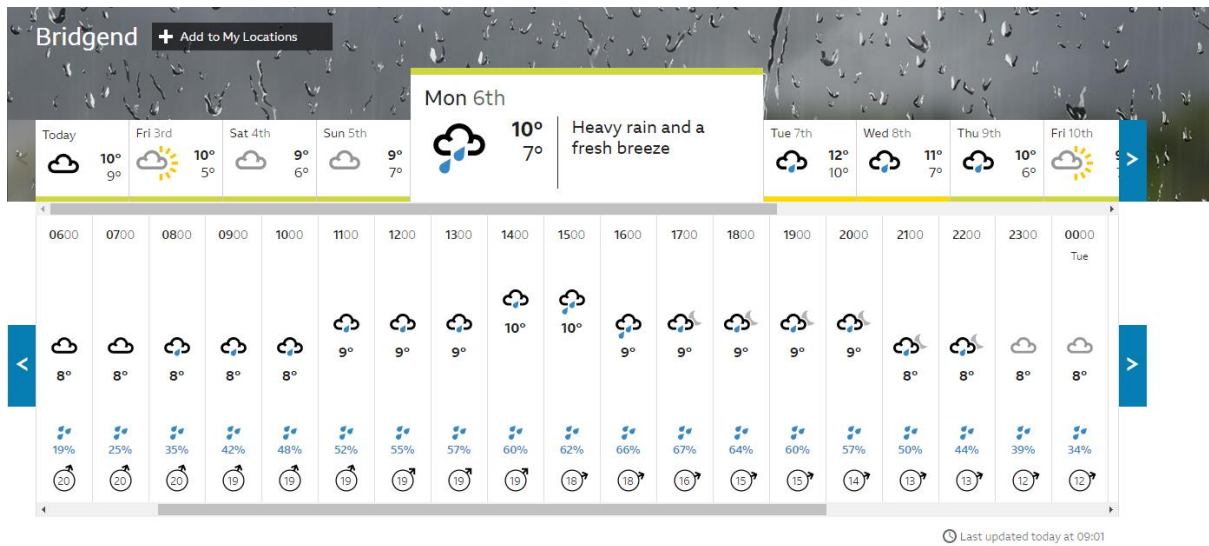 Bridgend
+ Add to My Locations
Today
10° 9°
Fri 3rd
10° 5°
Sat 4th
9° 6°
Sun 5th
9° 7°
Mon 6th
10° 7°
Heavy rain and a
fresh breeze
Tue 7th
12° 10°
Wed 8th
11° 7°
Thu 9th
10° 6°
Fri 10th
0600 0700 0800 0900 1000 1100 1200 1300 1400 1500 1600 1700 1800 1900 2000 2100 2200 2300 0000
Tue
10° 10°
9° 9° 9° 9° 9° 9° 9° 9°
8° 8° 8° 8° 8° 8° 8° 8° 8°
19% 25% 35% 42% 48% 52% 55% 57% 60% 62% 66% 67% 64% 60% 57% 50% 44% 39% 34%
20 20 20 19 19 19 19 19 19 18 18 16 15 15 14 13 13 12 12
Last updated today at 09:01